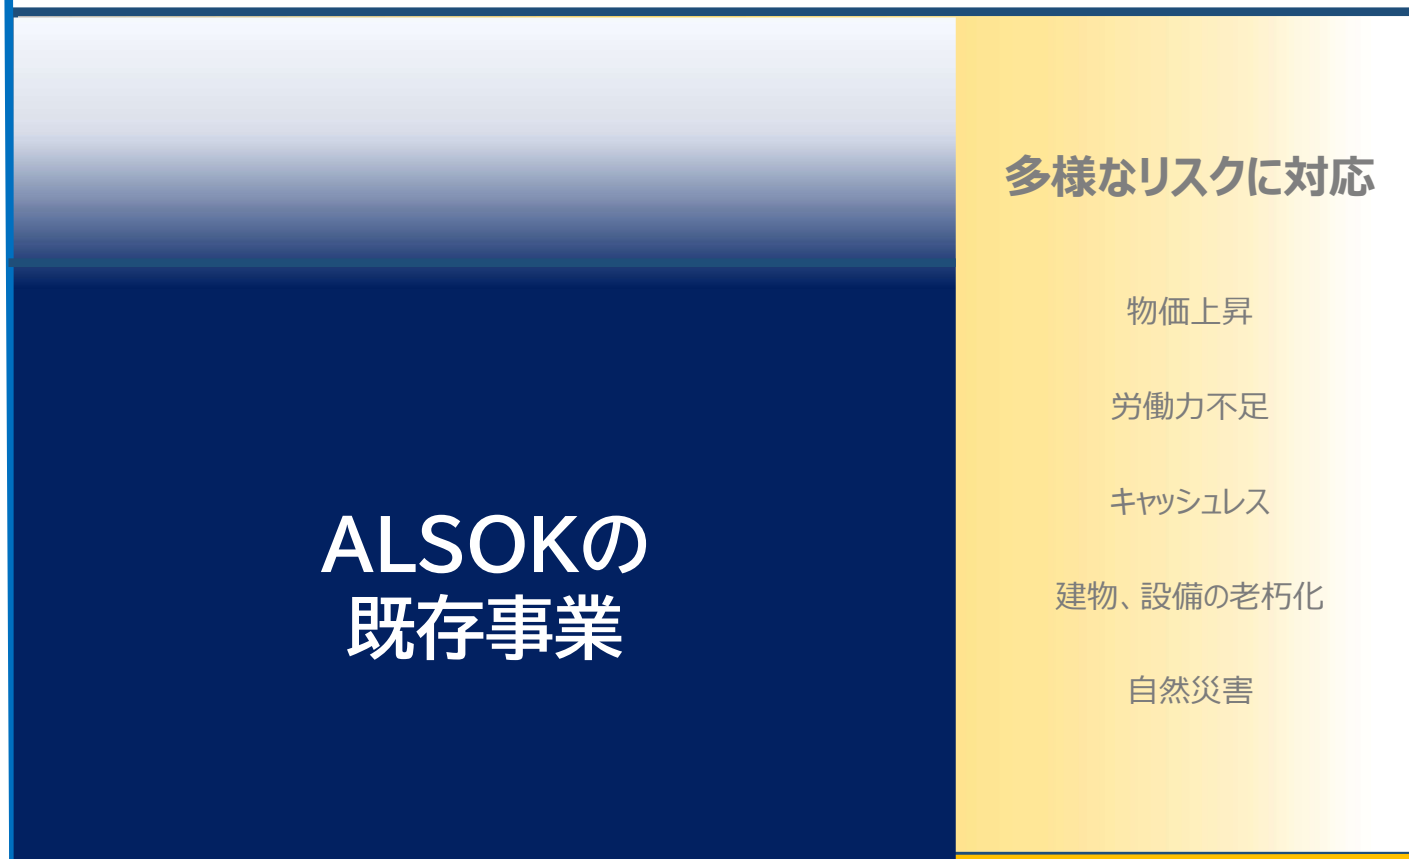 多様なリスクに対応
物価上昇
労働力不足
キャッシュレス
建物、設備の老朽化
自然災害
ALSOKの
既存事業